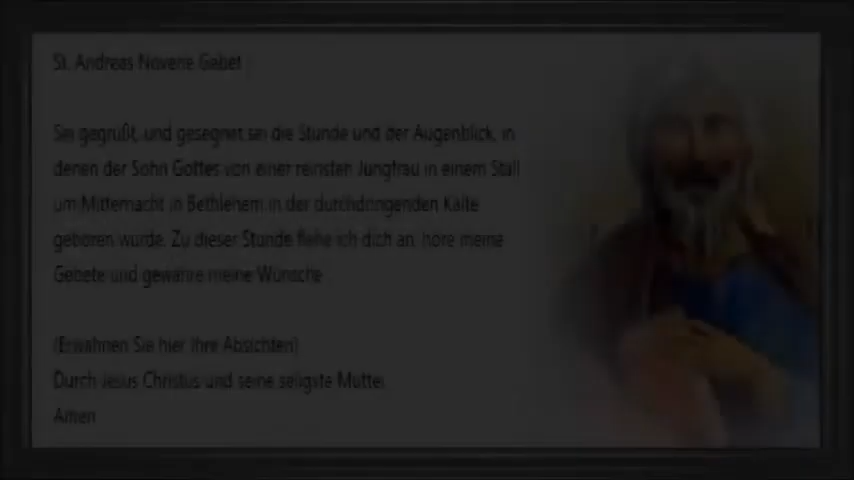 St. Andreas Novene Gebet :
Sei gegrüßt, und gesegnet sei die Stunde und der Augenblick, in
denen der Sohn Gottes von einer reinsten Jungfrau in einem Stall
um Mitternacht in Bethlehem in der durchdringenden Kälte
geboren wurde. Zu dieser Stunde flehe ich dich an, höre meine
Gebete und gewähre meine Wünsche
(Erwähnen Sie hier Ihre Absichten)
Durch Jesus Christus und seine seligste Mutter.
Amen